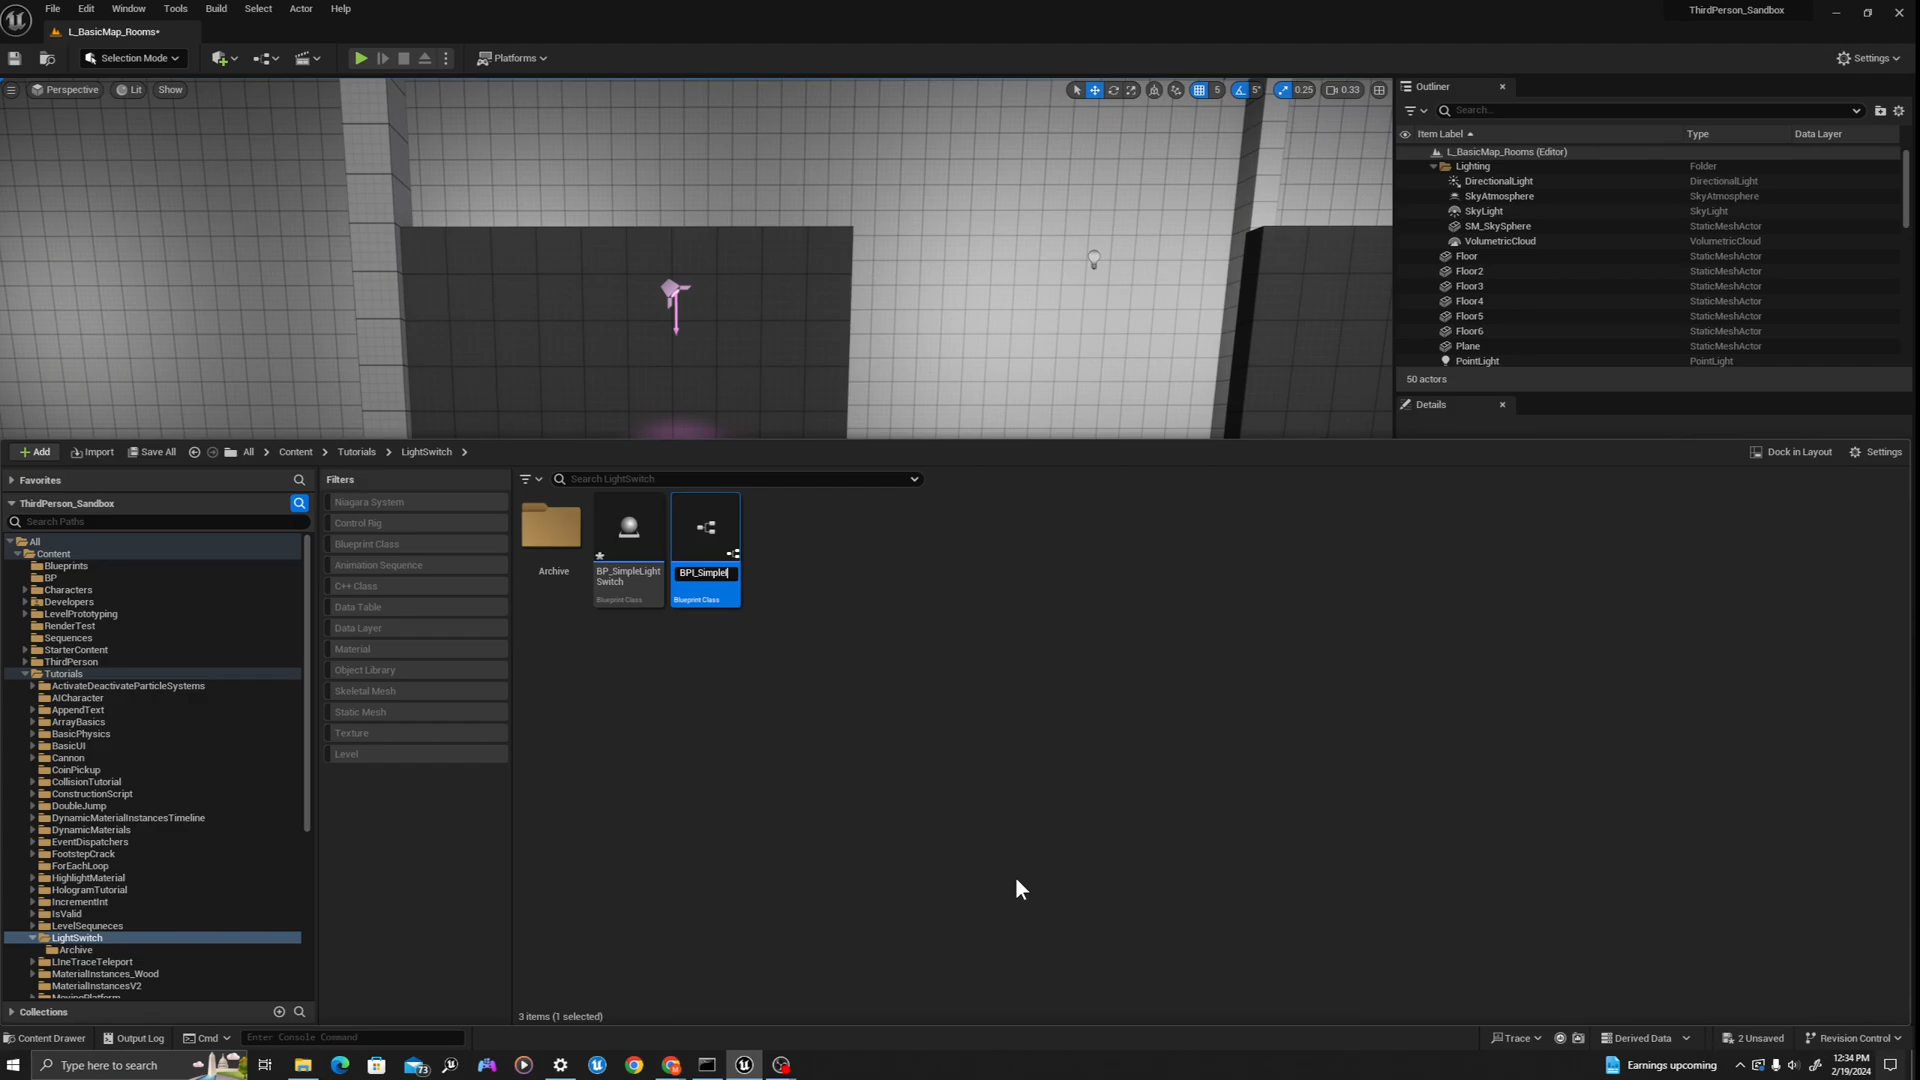 File Edit Window Tools Build Select Actor Help
ThirdPerson_Sandbox
L_BasicMap_Rooms*
Selection Mode
Platforms
Settings
Perspective Lit Show
5 5° 0.25 0.33
Outliner
Search...
Item Label Type Data Layer
L_BasicMap_Rooms (Editor)
Lighting Folder
DirectionalLight DirectionalLight
SkyAtmosphere SkyAtmosphere
SkyLight SkyLight
SM_SkySphere StaticMeshActor
VolumetricCloud VolumetricCloud
Floor StaticMeshActor
Floor2 StaticMeshActor
Floor3 StaticMeshActor
Floor4 StaticMeshActor
Floor5 StaticMeshActor
Floor6 StaticMeshActor
Plane StaticMeshActor
PointLight PointLight
50 actors
Details
Add Import Save All All Content Tutorials LightSwitch
Dock in Layout Settings
Favorites
ThirdPerson_Sandbox
Search Paths
All
Content
Blueprints
BP
Characters
Developers
LevelPrototyping
RenderTest
Sequences
StarterContent
ThirdPerson
Tutorials
ActivateDeactivateParticleSystems
AICharacter
AppendText
ArrayBasics
BasicPhysics
BasicUI
Cannon
CoinPickup
CollisionTutorial
ConstructionScript
DoubleJump
DynamicMaterialInstancesTimeline
DynamicMaterials
EventDispatchers
FootstepCrack
ForEachLoop
HighlightMaterial
HologramTutorial
IncrementInt
IsValid
LevelSequneces
LightSwitch
Archive
LIneTraceTeleport
MaterialInstances_Wood
MaterialInstancesV2
MovingPlatform
Collections
Filters
Niagara System
Control Rig
Blueprint Class
Animation Sequence
C++ Class
Data Table
Data Layer
Material
Object Library
Skeletal Mesh
Static Mesh
Texture
Level
Search LightSwitch
Archive
BP_SimpleLight
Switch
Blueprint Class
BPI_Simplel
Blueprint Class
3 items (1 selected)
Content Drawer Output Log Cmd Enter Console Command
Trace Derived Data 2 Unsaved Revision Control
Type here to search
73
Earnings upcoming
12:34 PM
2/19/2024